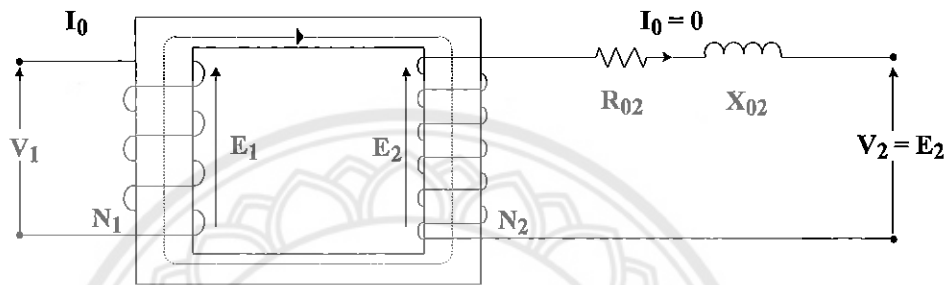 I₀
I₀ = 0
R₀₂
X₀₂
V₁
E₁
E₂
V₂ = E₂
N₁
N₂